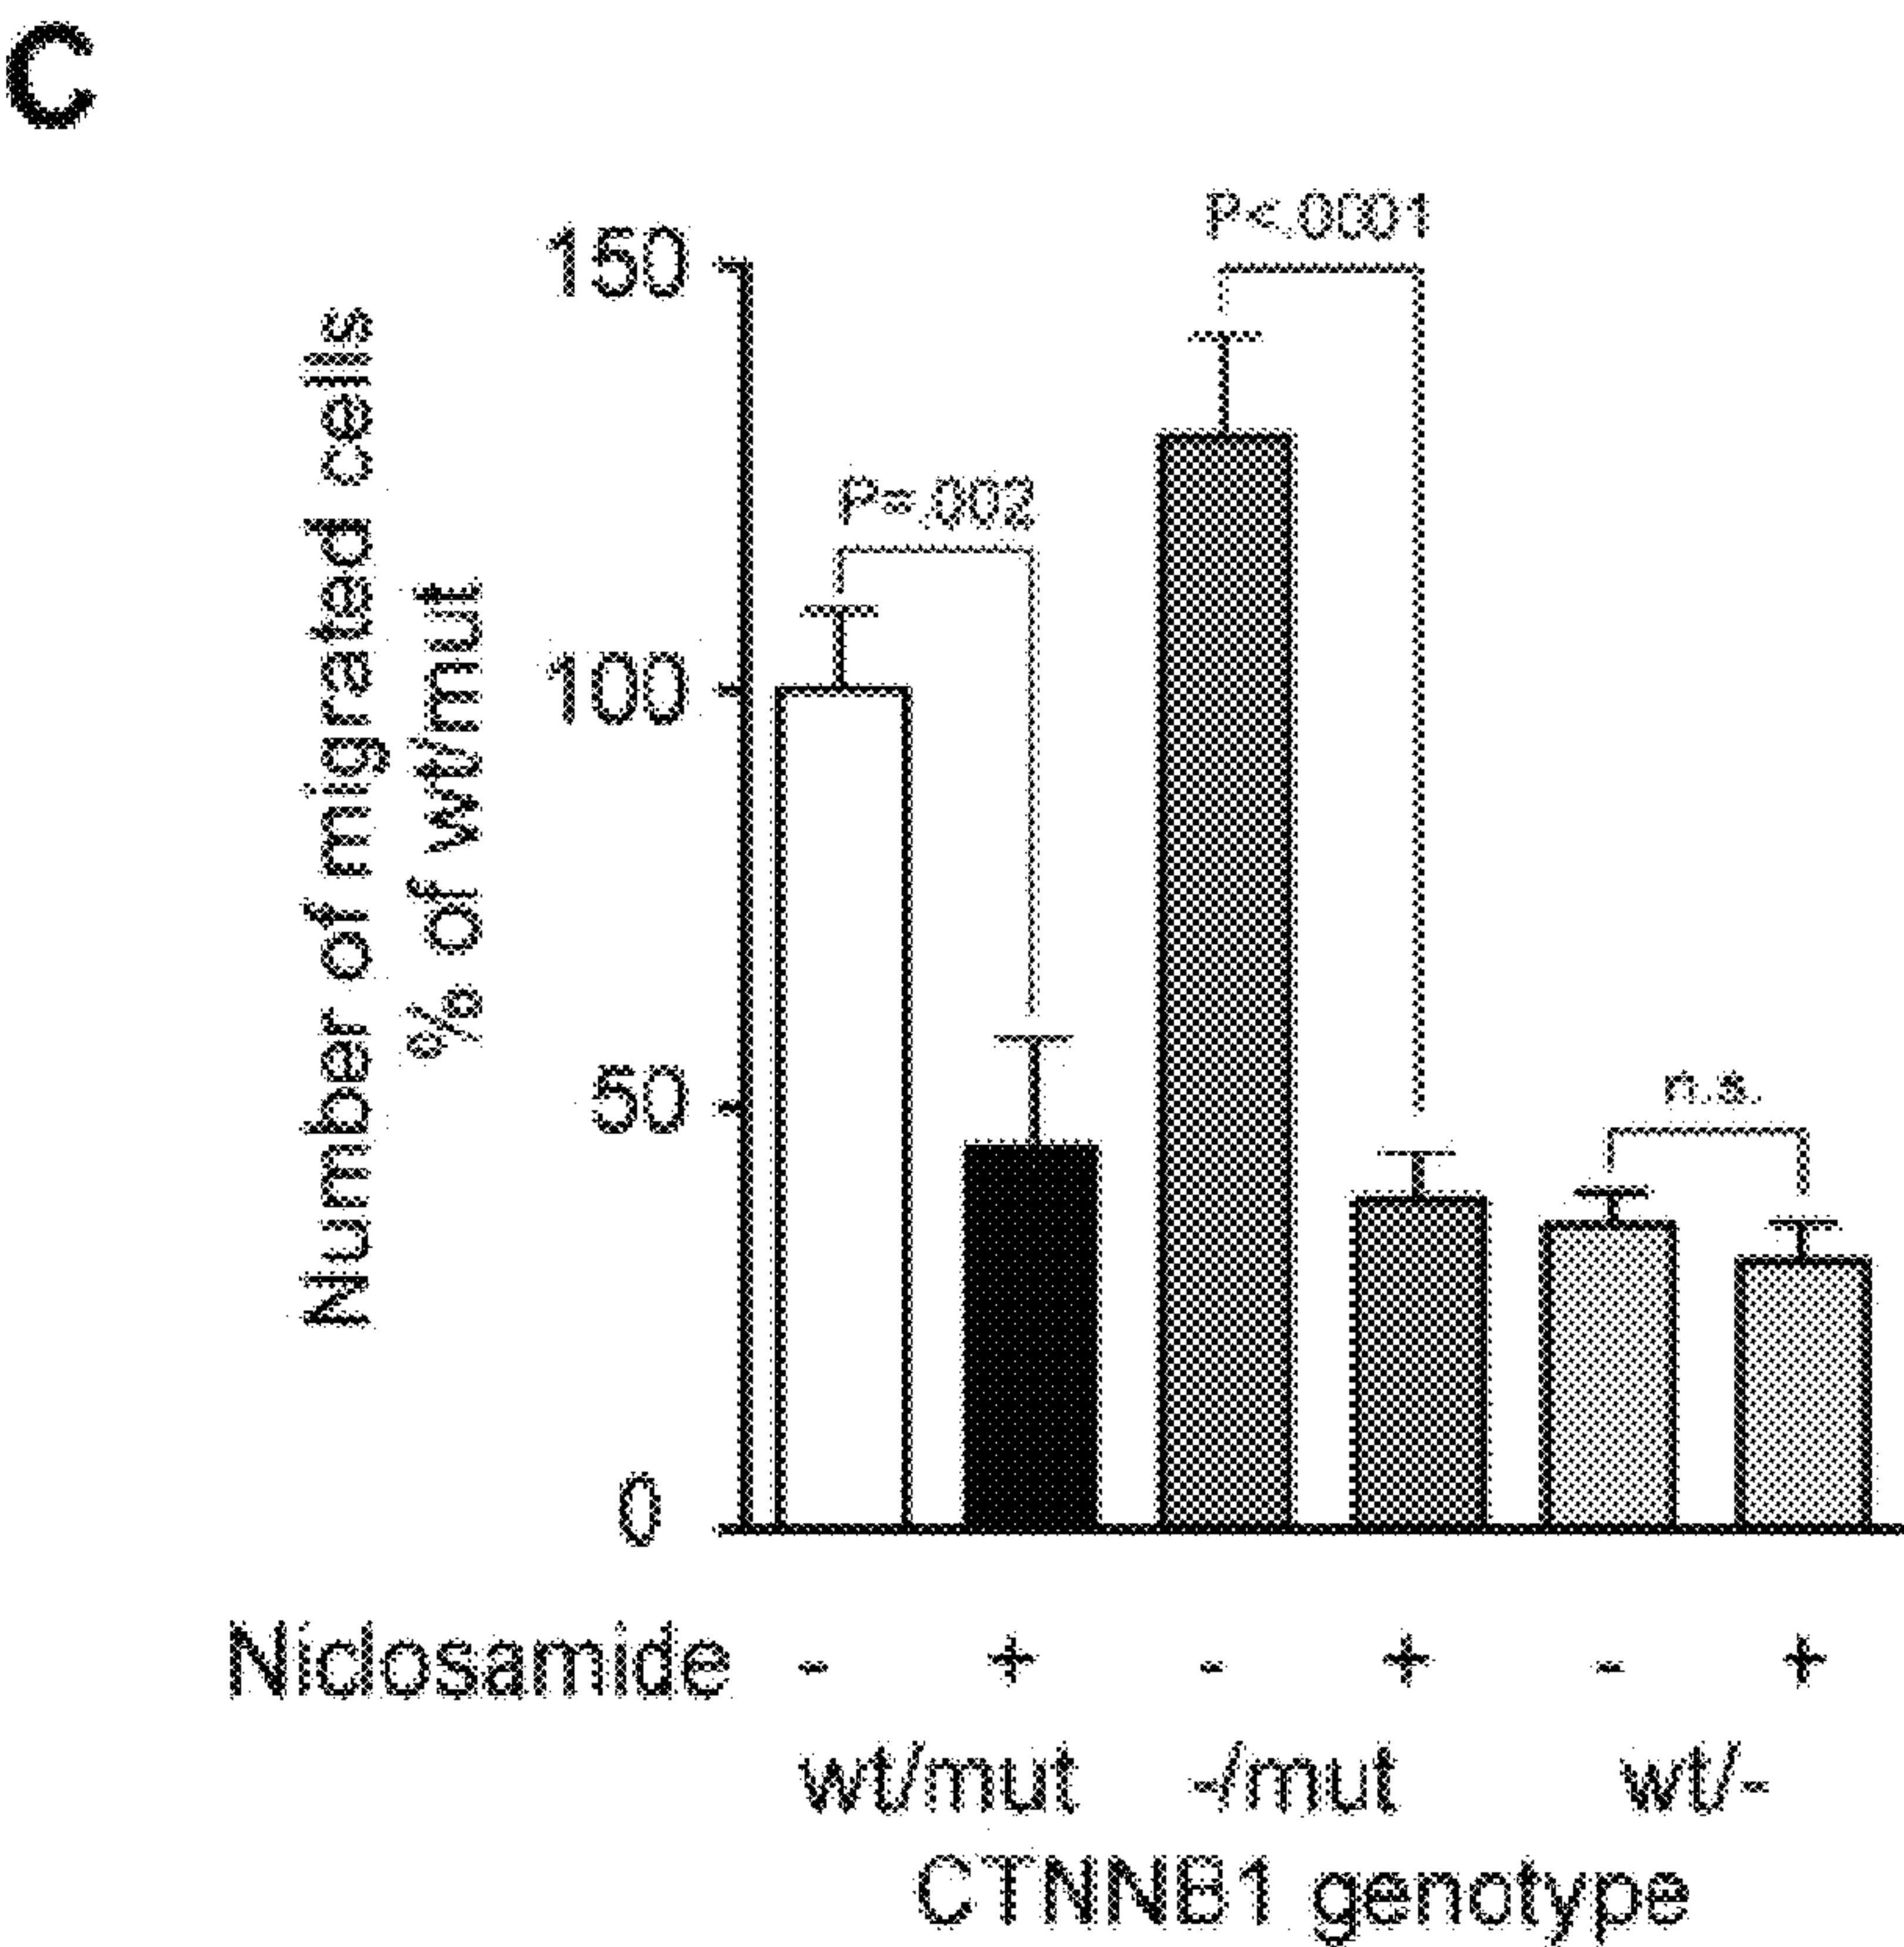 C
P<.0001
150
P=.002
100
50
n.s.
0
Number of migrated cells
% of wt/mut
Niclosamide - + - + - +
wt/mut -/mut wt/-
CTNNB1 genotype